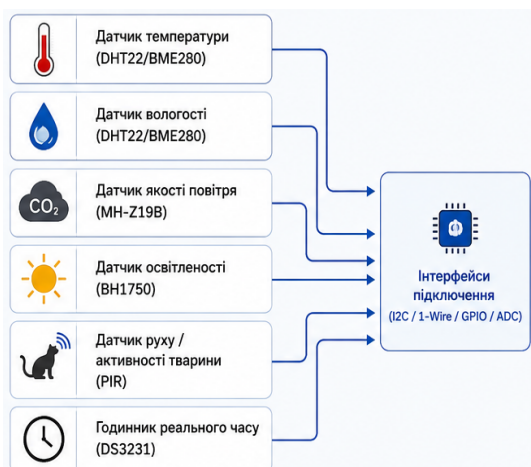 Датчик температури
(DHT22/BME280)
Датчик вологості
(DHT22/BME280)
CO₂
Датчик якості повітря
(MH-Z19B)
Датчик освітленості
(BH1750)
Датчик руху /
активності тварини
(PIR)
Годинник реального часу
(DS3231)
Інтерфейси
підключення
(I2C / 1-Wire / GPIO / ADC)